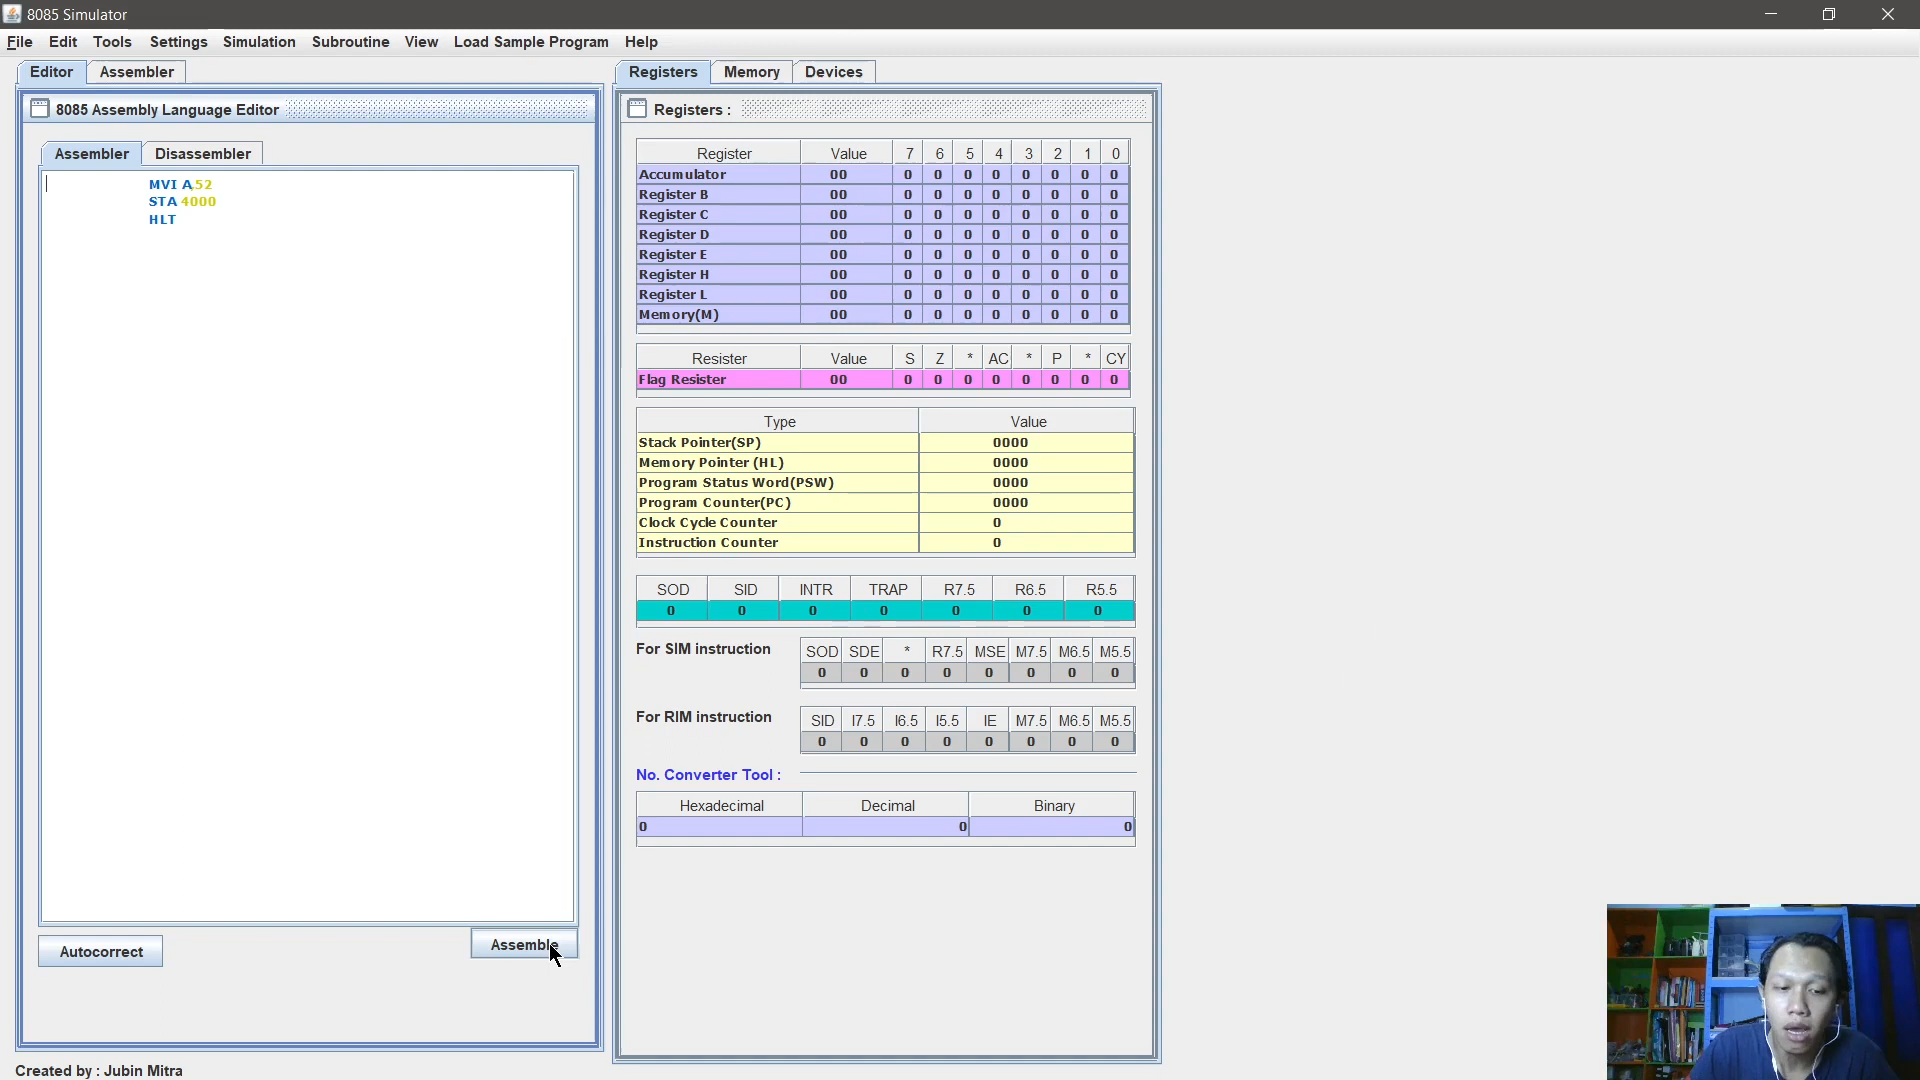 8085 Simulator
File Edit Tools Settings Simulation Subroutine View Load Sample Program Help
Editor Assembler
8085 Assembly Language Editor
Assembler Disassembler
MVI A,52
STA 4000
HLT
Autocorrect Assemble
Created by : Jubin Mitra
Registers Memory Devices
Registers :
Register Value 7 6 5 4 3 2 1 0
Accumulator 00 0 0 0 0 0 0 0 0
Register B 00 0 0 0 0 0 0 0 0
Register C 00 0 0 0 0 0 0 0 0
Register D 00 0 0 0 0 0 0 0 0
Register E 00 0 0 0 0 0 0 0 0
Register H 00 0 0 0 0 0 0 0 0
Register L 00 0 0 0 0 0 0 0 0
Memory(M) 00 0 0 0 0 0 0 0 0
Resister Value S Z * AC * P * CY
Flag Resister 00 0 0 0 0 0 0 0 0
Type Value
Stack Pointer(SP) 0000
Memory Pointer (HL) 0000
Program Status Word(PSW) 0000
Program Counter(PC) 0000
Clock Cycle Counter 0
Instruction Counter 0
SOD SID INTR TRAP R7.5 R6.5 R5.5
0 0 0 0 0 0 0
For SIM instruction SOD SDE * R7.5 MSE M7.5 M6.5 M5.5
0 0 0 0 0 0 0 0
For RIM instruction SID I7.5 I6.5 I5.5 IE M7.5 M6.5 M5.5
0 0 0 0 0 0 0 0
No. Converter Tool :
Hexadecimal Decimal Binary
0 0 0